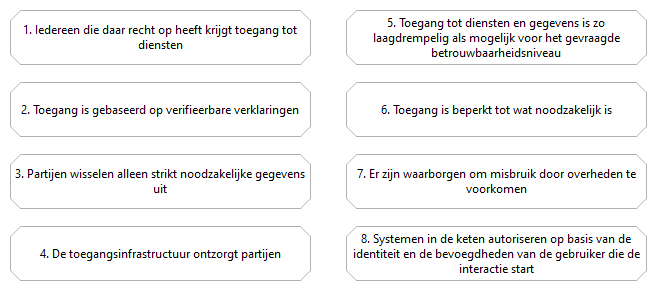 1. Iedereen die daar recht op heeft krijgt toegang tot
diensten
2. Toegang is gebaseerd op verifieerbare verklaringen
3. Partijen wisselen alleen strikt noodzakelijke gegevens
uit
4. De toegangsinfrastructuur ontzorgt partijen
5. Toegang tot diensten en gegevens is zo
laagdrempelig als mogelijk voor het gevraagde
betrouwbaarheidsniveau
6. Toegang is beperkt tot wat noodzakelijk is
7. Er zijn waarborgen om misbruik door overheden te
voorkomen
8. Systemen in de keten autoriseren op basis van de
identiteit en de bevoegdheden van de gebruiker die de
interactie start